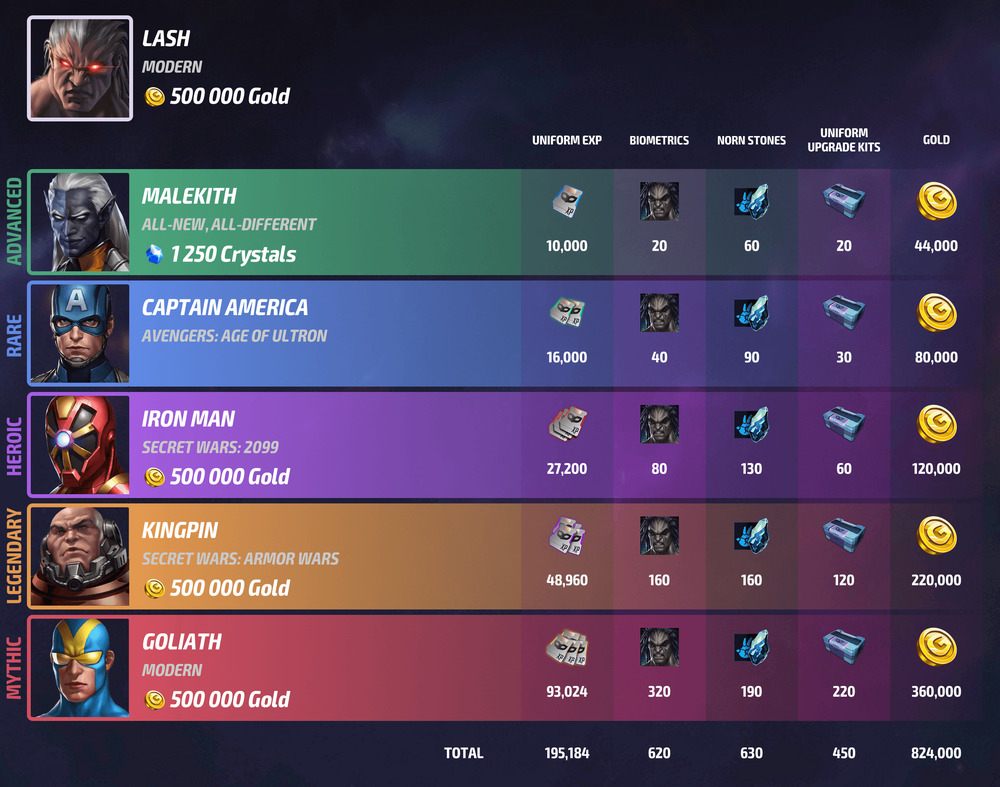 LASH
MODERN
500 000 Gold
UNIFORM EXP BIOMETRICS NORN STONES UNIFORM UPGRADE KITS GOLD
ADVANCED
MALEKITH
ALL-NEW, ALL-DIFFERENT
1 250 Crystals
XP
10,000 20 60 20 44,000
RARE
A
CAPTAIN AMERICA
AVENGERS: AGE OF ULTRON
XP
16,000 40 90 30 80,000
HEROIC
IRON MAN
SECRET WARS: 2099
500 000 Gold
XP
27,200 80 130 60 120,000
LEGENDARY
KINGPIN
SECRET WARS: ARMOR WARS
500 000 Gold
XP
48,960 160 160 120 220,000
MYTHIC
GOLIATH
MODERN
500 000 Gold
XP
93,024 320 190 220 360,000
TOTAL 195,184 620 630 450 824,000